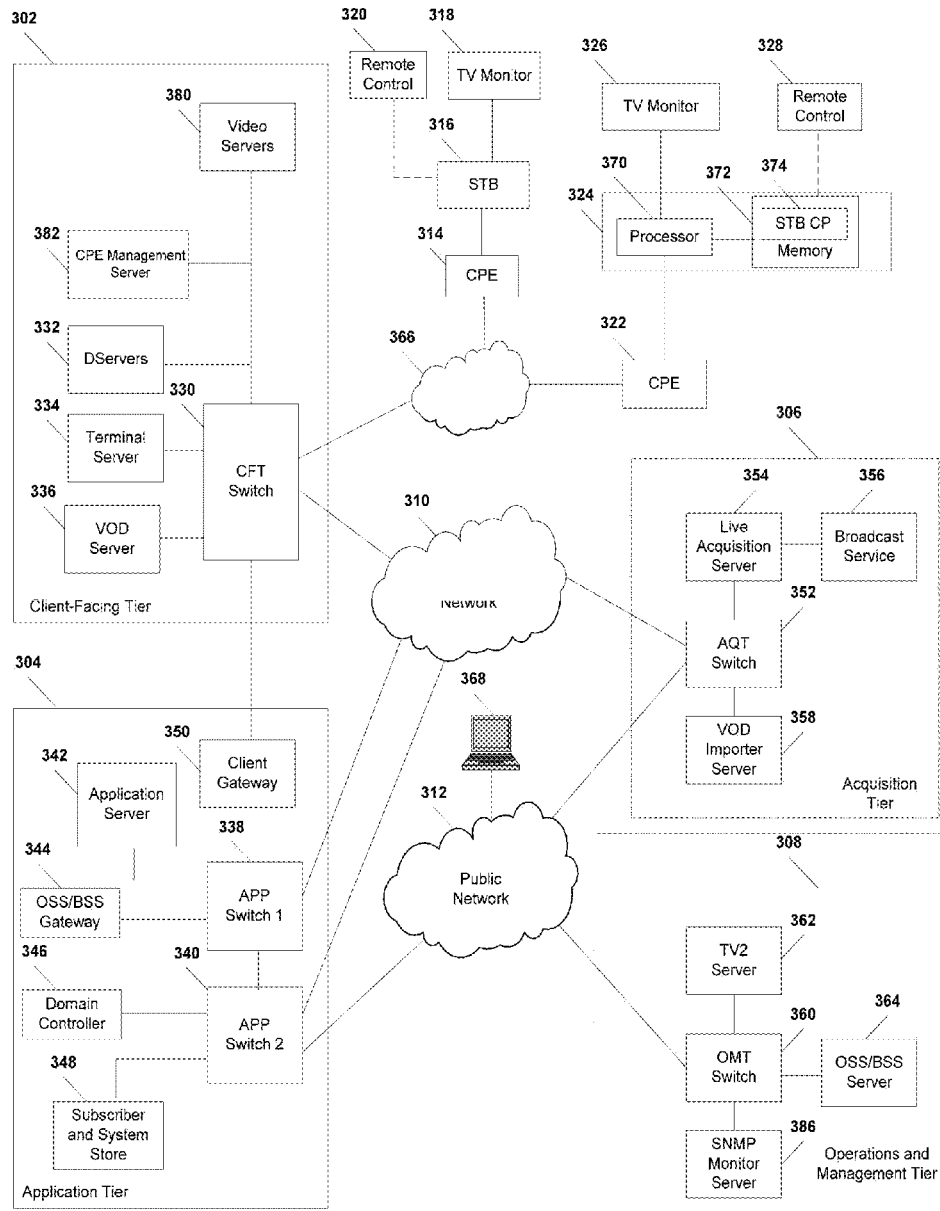 302
320
318
326
328
Remote
Control
TV Monitor
TV Monitor
Remote
Control
380
Video
Servers
316
STB
370
372
374
324
Processor
STB CP
Memory
382
CPE Management
Server
314
CPE
332
DServers
366
322
CPE
330
334
Terminal
Server
CFT
Switch
306
336
VOD
Server
310
Network
354
356
Live
Acquisition
Server
Broadcast
Service
Client-Facing Tier
352
AQT
Switch
304
368
350
Client
Gateway
342
Application
Server
358
VOD
Importer
Server
Acquisition
Tier
312
338
308
344
OSS/BSS
Gateway
APP
Switch 1
Public
Network
362
TV2
Server
346
340
Domain
Controller
APP
Switch 2
360
364
OMT
Switch
OSS/BSS
Server
348
Subscriber
and System
Store
386
SNMP
Monitor
Server
Operations and
Management Tier
Application Tier